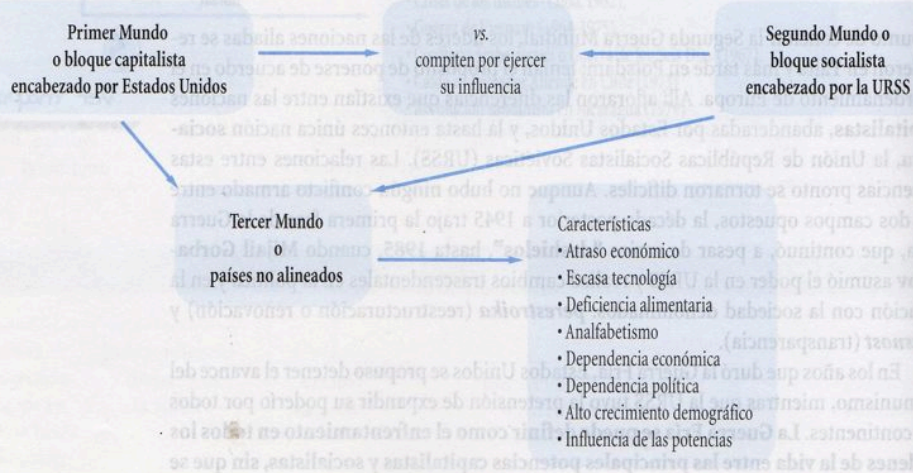 Primer Mundo
o bloque capitalista
encabezado por Estados Unidos
vs.
compiten por ejercer
su influencia
Segundo Mundo o
bloque socialista
encabezado por la URSS
Tercer Mundo
o
países no alineados
Características
• Atraso económico
• Escata tecnología
• Deficiencia alimentaria
• Analfabetismo
• Dependencia económica
• Dependencia política
• Alto crecimiento demográfico
• Influencia de las potencias